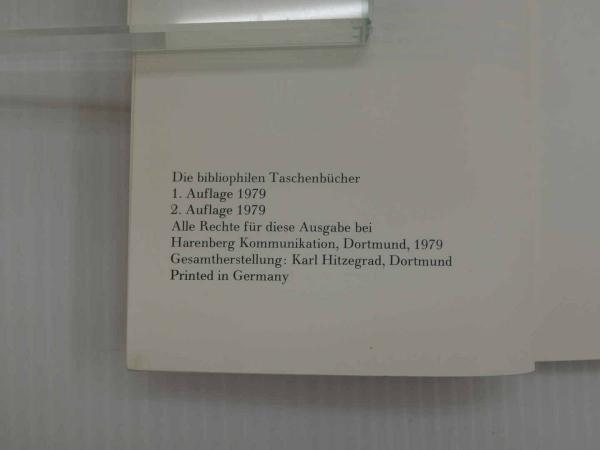 Die bibliophilen Taschenbücher
1. Auflage 1979
2. Auflage 1979
Alle Rechte für diese Ausgabe bei
Harenberg Kommunikation, Dortmund, 1979
Gesamtherstellung: Karl Hitzegrad, Dortmund
Printed in Germany